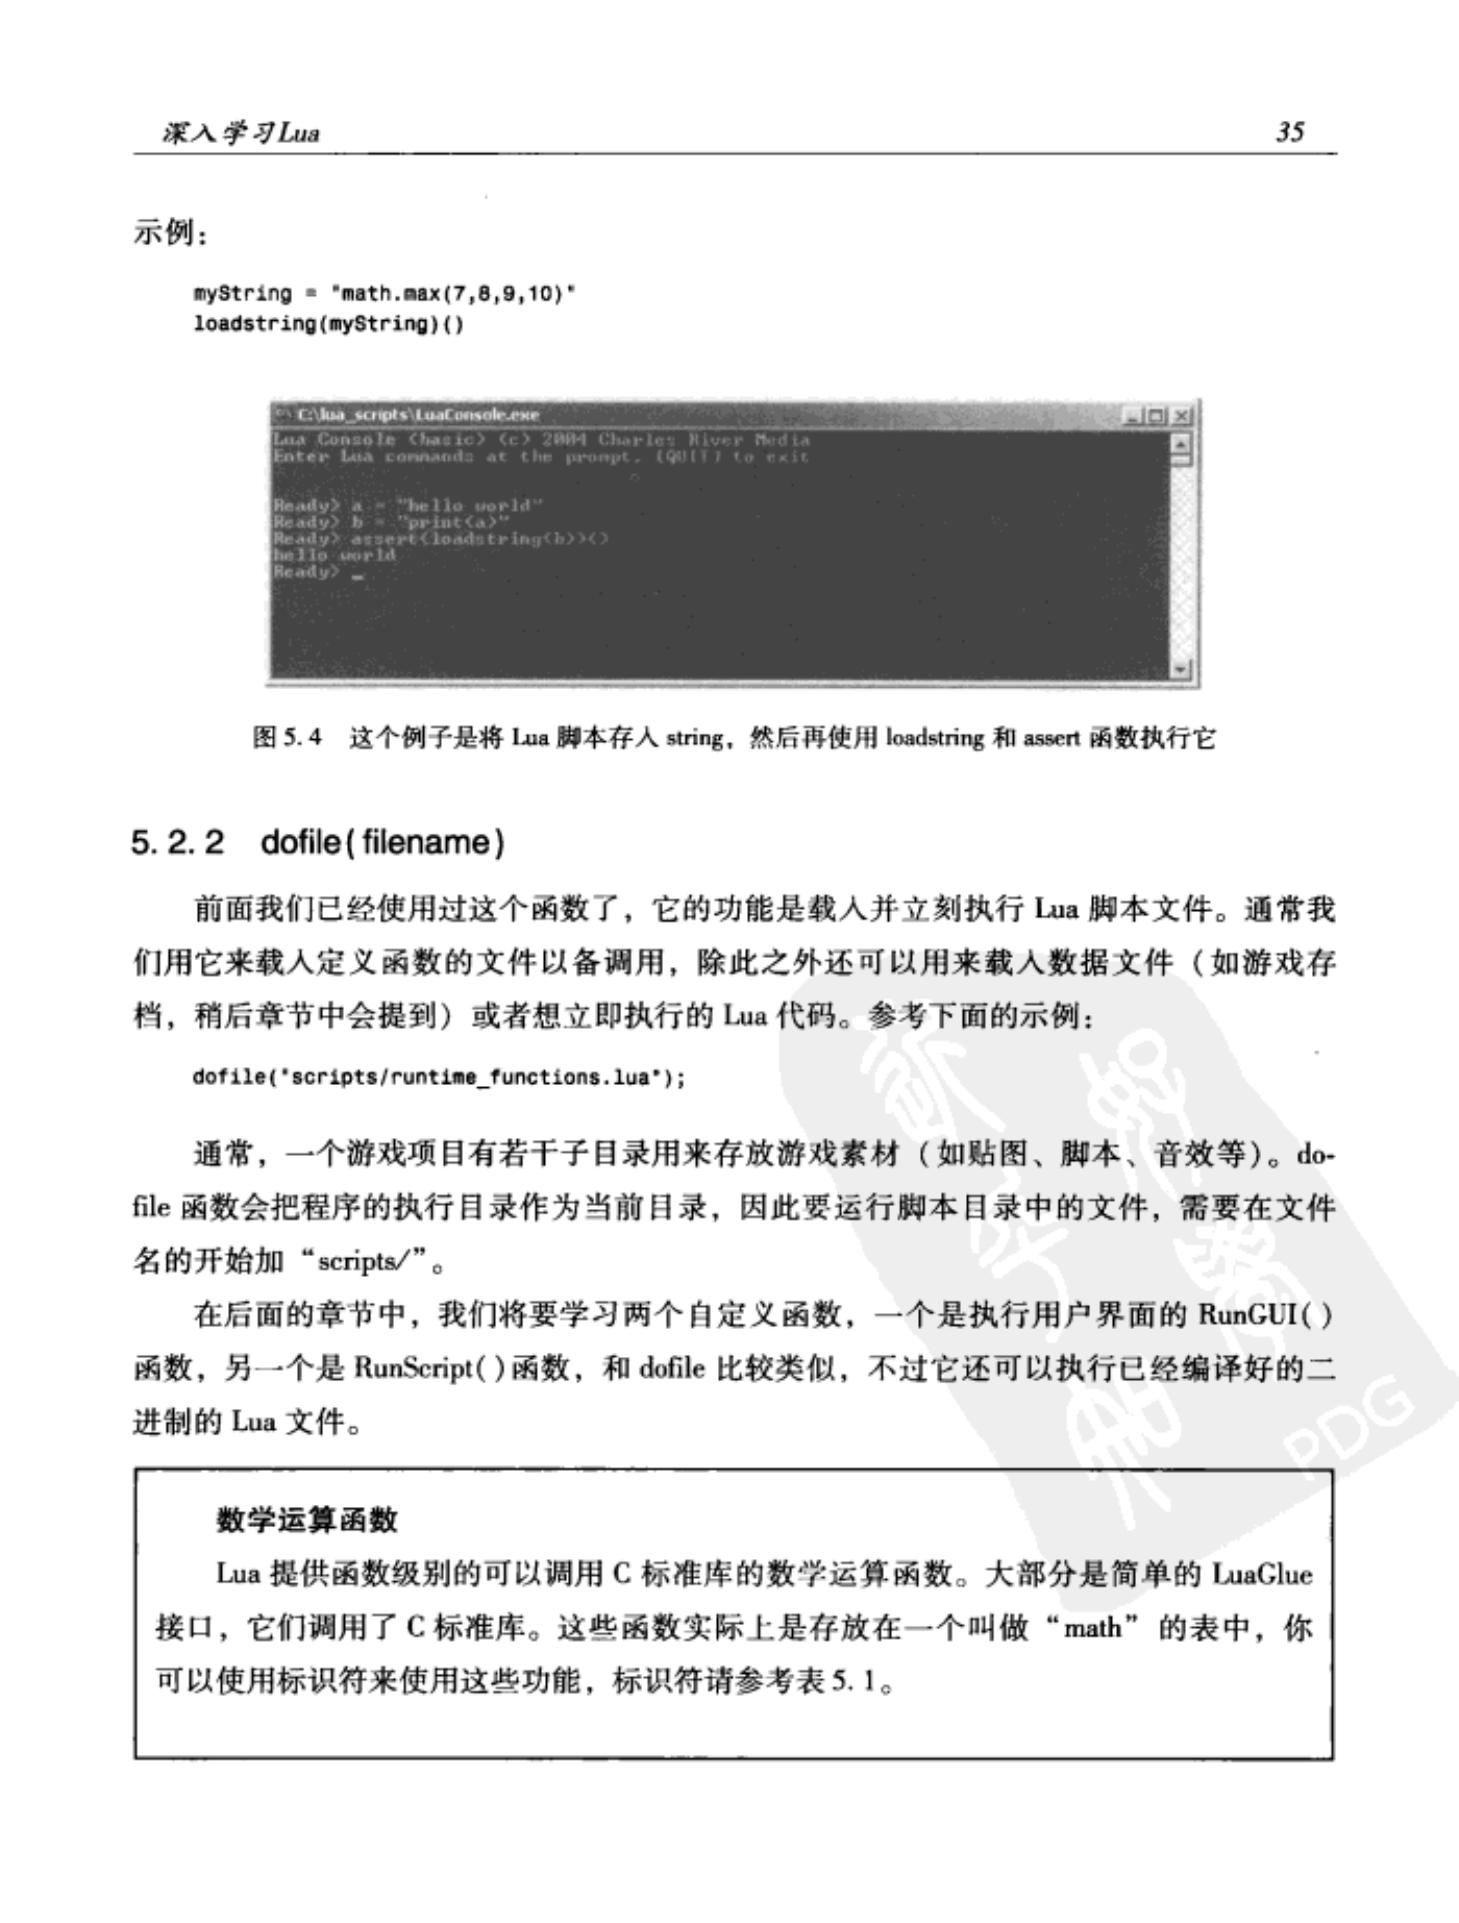 深入学习Lua 35
示例：
myString = "math.max(7,8,9,10)"
loadstring(myString)()
C:\lua_scripts\LuaConsole.exe
Lua Console (basic) (c) 2004 Charles River Media
Enter Lua commands at the prompt. [QUIT] to exit
Ready> a = "hello world"
Ready> b = "print(a)"
Ready> assert(loadstring(b))()
hello world
Ready> _
图 5.4 这个例子是将 Lua 脚本存入 string，然后再使用 loadstring 和 assert 函数执行它
5.2.2 dofile(filename)
前面我们已经使用过这个函数了，它的功能是载入并立刻执行 Lua 脚本文件。通常我
们用它来载入定义函数的文件以备调用，除此之外还可以用来载入数据文件（如游戏存
档，稍后章节中会提到）或者想立即执行的 Lua 代码。参考下面的示例：
dofile("scripts/runtime_functions.lua");
通常，一个游戏项目有若干子目录用来存放游戏素材（如贴图、脚本、音效等）。do-
file 函数会把程序的执行目录作为当前目录，因此要运行脚本目录中的文件，需要在文件
名的开始加“scripts/”。
在后面的章节中，我们将要学习两个自定义函数，一个是执行用户界面的 RunGUI()
函数，另一个是 RunScript()函数，和 dofile 比较类似，不过它还可以执行已经编译好的二
进制的 Lua 文件。
PDG
数学运算函数
Lua 提供函数级别的可以调用 C 标准库的数学运算函数。大部分是简单的 LuaGlue
接口，它们调用了 C 标准库。这些函数实际上是存放在一个叫做“math”的表中，你
可以使用标识符来使用这些功能，标识符请参考表 5.1。